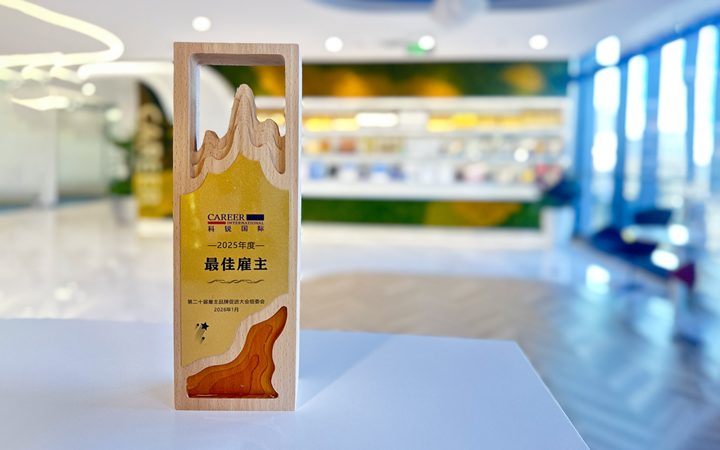 CAREER
INTERNATIONAL
科锐国际
—2025年度—
最佳雇主
第二十届雇主品牌促进大会组委会
2026年1月